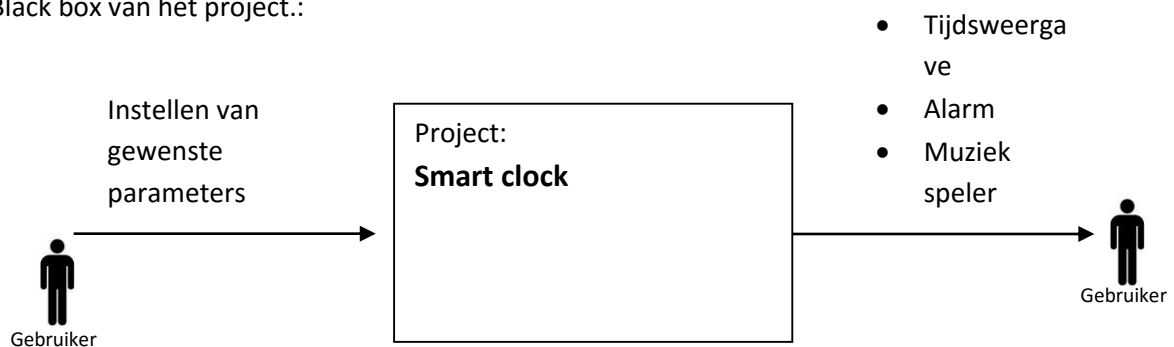 Black box van het project.:
Instellen van
gewenste
parameters
Gebruiker
Project:
Smart clock
• Tijdsweerga
ve
• Alarm
• Muziek
speler
Gebruiker